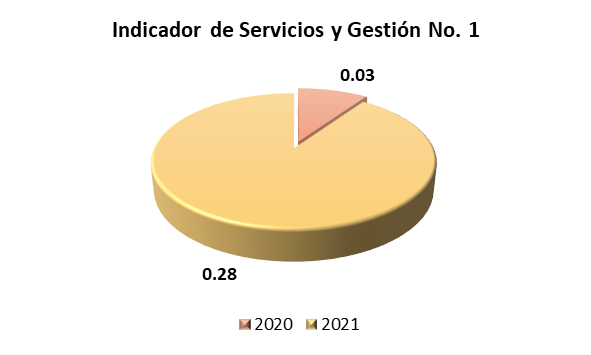 Indicador de Servicios y Gestión No. 1
0.03
0.28
2020 2021